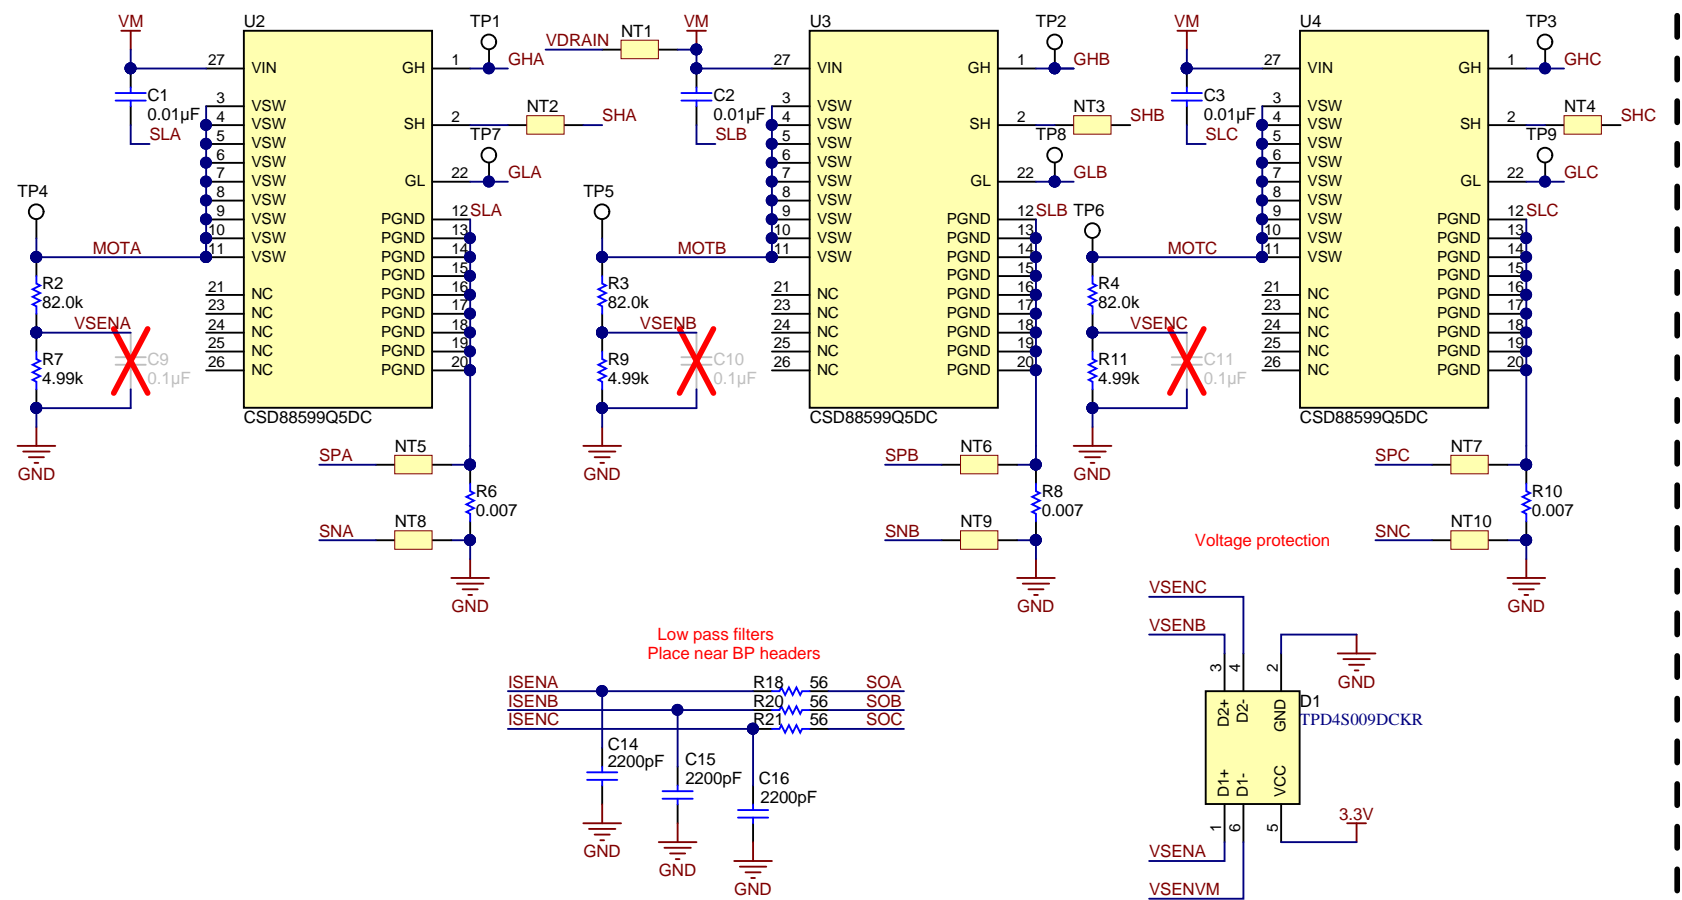 VM
U2
TP1
27
VIN
GH
1
GHA
C1
0.01µF
SLA
3
VSW
4
VSW
5
VSW
6
VSW
7
VSW
8
VSW
9
VSW
10
VSW
11
VSW
SH
2
NT2
SHA
TP7
GL
22
GLA
TP4
MOTA
R2
82.0k
VSENA
R7
4.99k
C9
0.1µF
GND
PGND
12
SLA
PGND
13
PGND
14
PGND
15
PGND
16
PGND
17
PGND
18
PGND
19
PGND
20
21
NC
23
NC
24
NC
25
NC
26
NC
CSD88599Q5DC
SPA
NT5
R6
0.007
SNA
NT8
GND
VDRAIN
NT1
VM
U3
TP2
27
VIN
GH
1
GHB
C2
0.01µF
SLB
3
VSW
4
VSW
5
VSW
6
VSW
7
VSW
8
VSW
9
VSW
10
VSW
11
VSW
SH
2
NT3
SHB
TP8
GL
22
GLB
TP5
MOTB
R3
82.0k
VSENB
R9
4.99k
C10
0.1µF
GND
PGND
12
SLB
PGND
13
PGND
14
PGND
15
PGND
16
PGND
17
PGND
18
PGND
19
PGND
20
21
NC
23
NC
24
NC
25
NC
26
NC
CSD88599Q5DC
SPB
NT6
R8
0.007
SNB
NT9
GND
VM
U4
TP3
27
VIN
GH
1
GHC
C3
0.01µF
SLC
3
VSW
4
VSW
5
VSW
6
VSW
7
VSW
8
VSW
9
VSW
10
VSW
11
VSW
SH
2
NT4
SHC
TP9
GL
22
GLC
TP6
MOTC
R4
82.0k
VSENC
R11
4.99k
C11
0.1µF
GND
PGND
12
SLC
PGND
13
PGND
14
PGND
15
PGND
16
PGND
17
PGND
18
PGND
19
PGND
20
21
NC
23
NC
24
NC
25
NC
26
NC
CSD88599Q5DC
SPC
NT7
R10
0.007
SNC
NT10
GND
Low pass filters
Place near BP headers
ISENA
R18
56
SOA
ISENB
R20
56
SOB
ISENC
R21
56
SOC
C14
2200pF
GND
C15
2200pF
GND
C16
2200pF
GND
Voltage protection
VSENC
VSENB
3
4
2
GND
D2+
D2-
GND
D1
TPD4S009DCKR
D1+
D1-
VCC
1
6
5
3.3V
VSENA
VSENVM